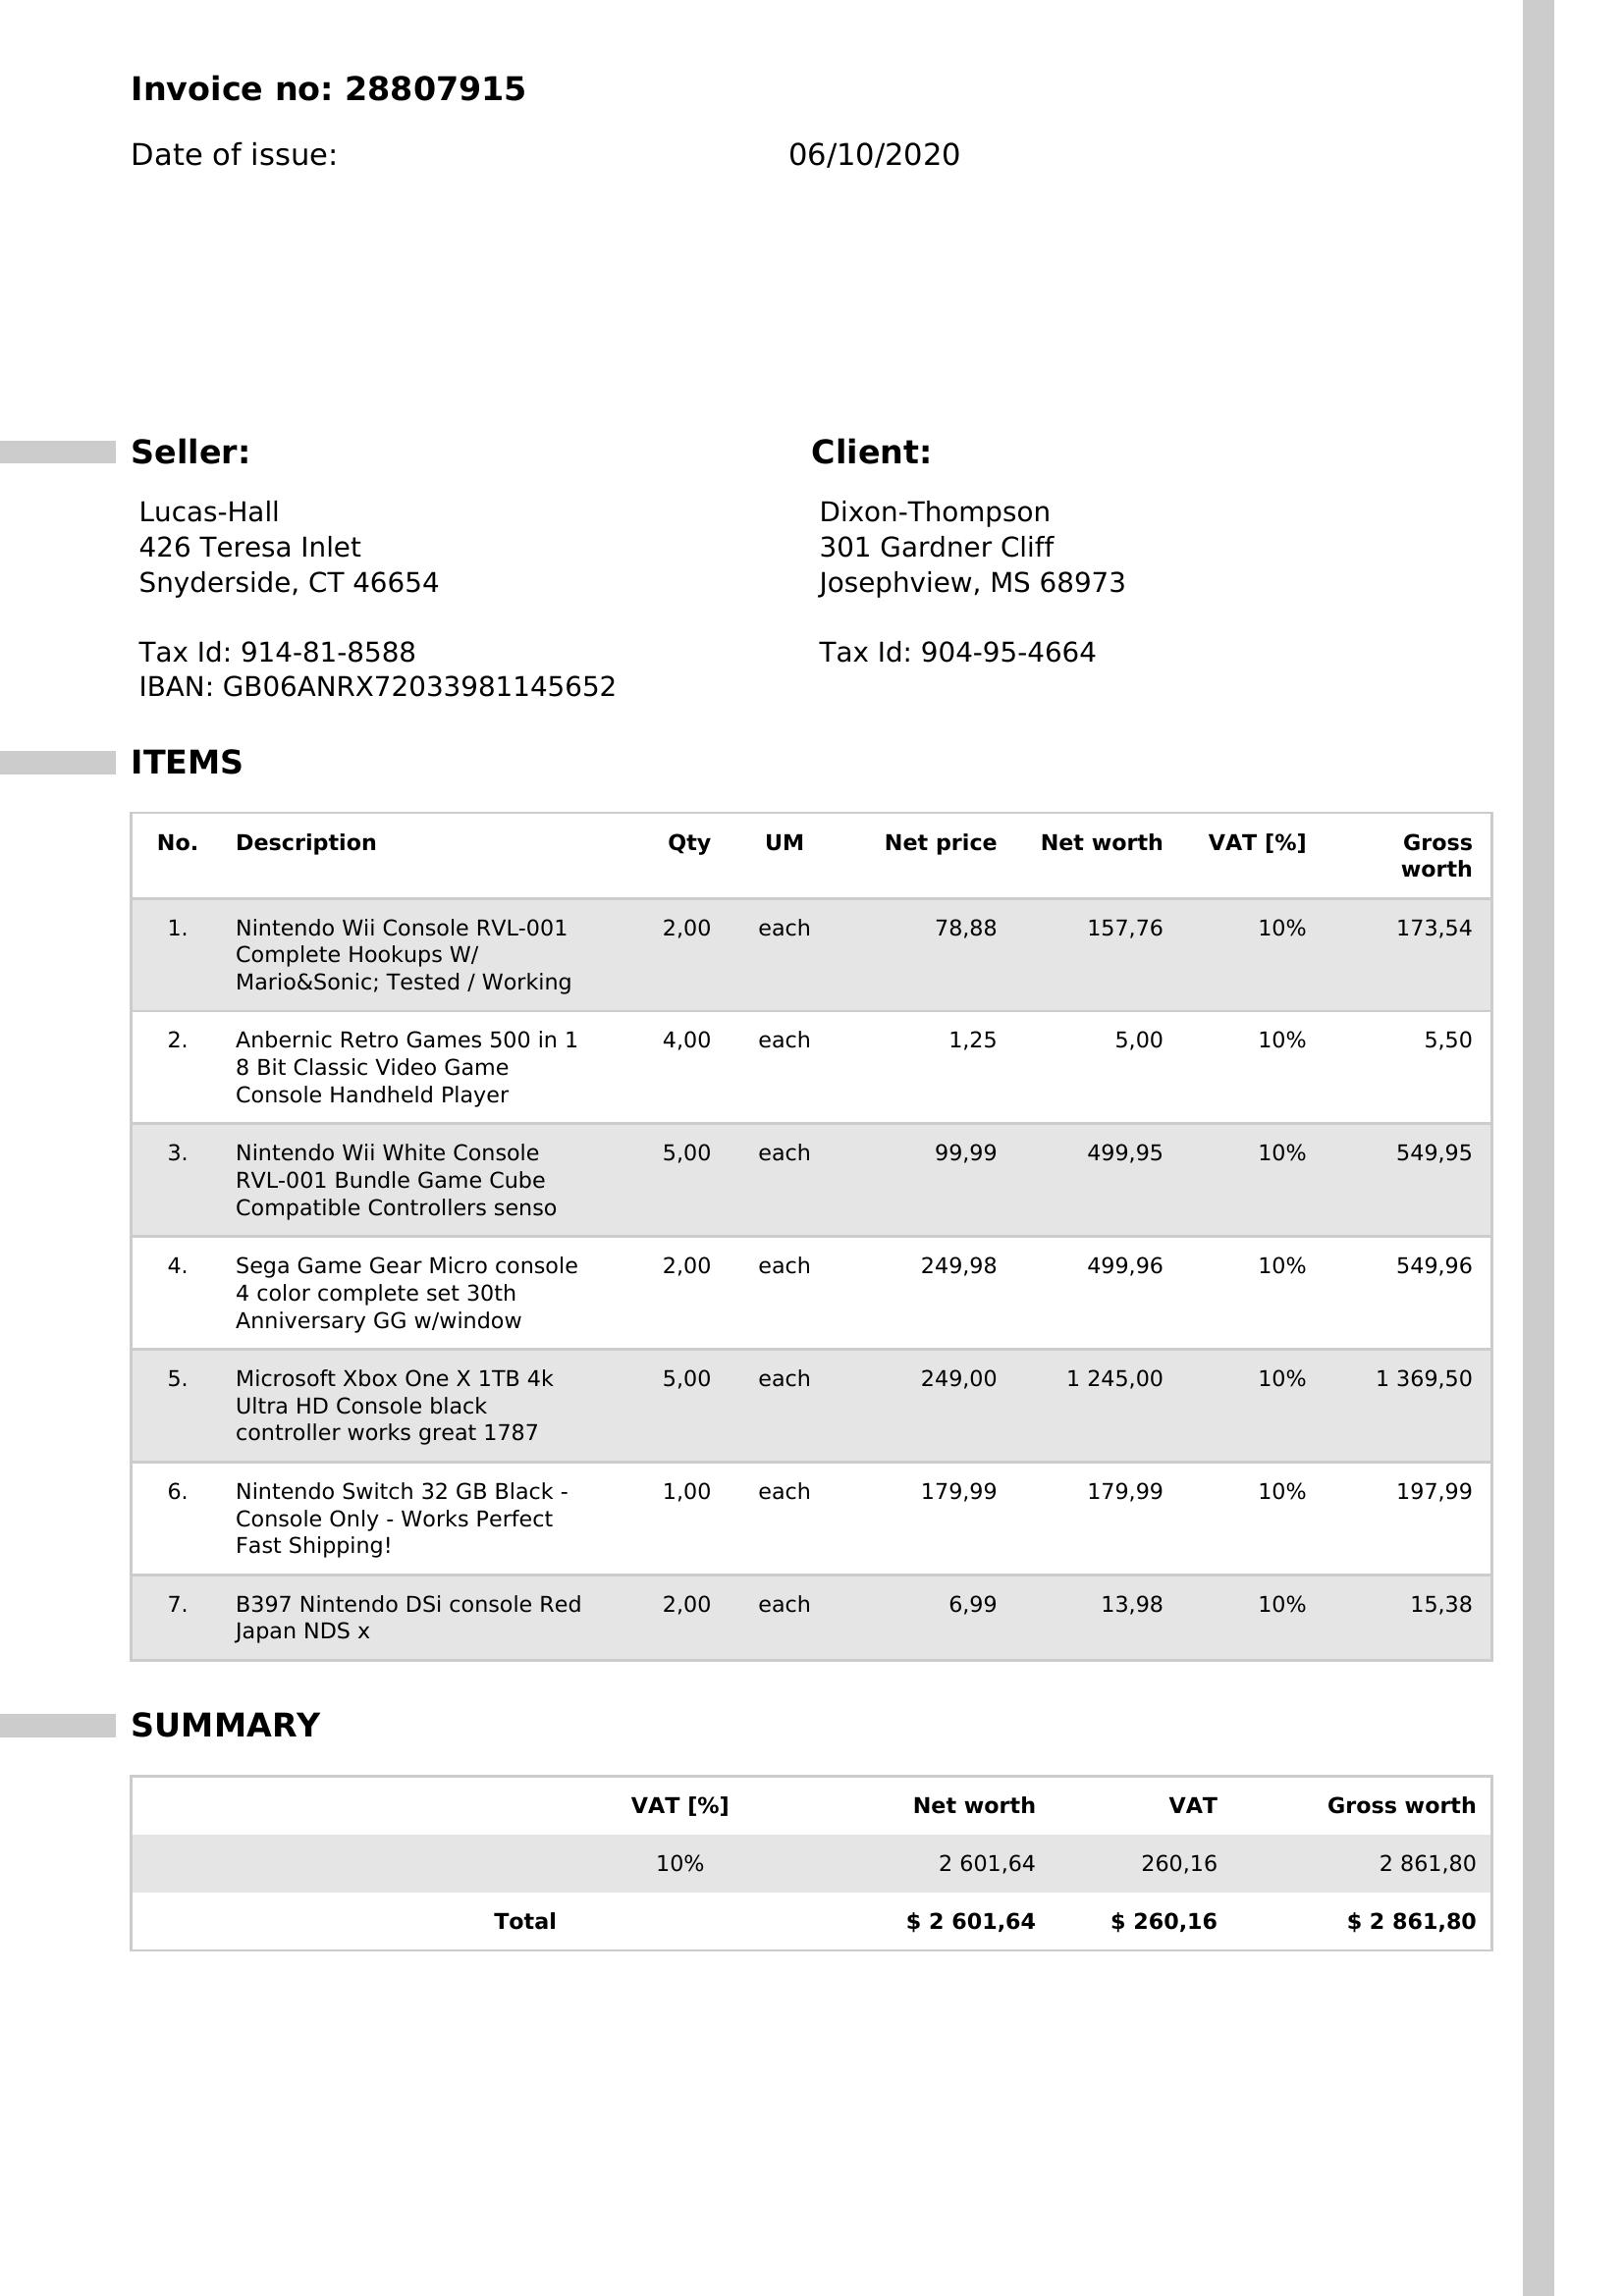 Invoice no: 28807915
Date of issue: 06/10/2020
Seller: Client:
Lucas-Hall Dixon-Thompson
426 Teresa Inlet 301 Gardner Cliff
Snyderside, CT 46654 Josephview, MS 68973
Tax Id: 914-81-8588 Tax Id: 904-95-4664
IBAN: GB06ANRX72033981145652
ITEMS
No. Description Qty UM Net price Net worth VAT [%] Gross
worth
1. Nintendo Wii Console RVL-001 2,00 each 78,88 157,76 10% 173,54
Complete Hookups W/
Mario&Sonic; Tested / Working
2. Anbernic Retro Games 500 in 1 4,00 each 1,25 5,00 10% 5,50
8 Bit Classic Video Game
Console Handheld Player
3. Nintendo Wii White Console 5,00 each 99,99 499,95 10% 549,95
RVL-001 Bundle Game Cube
Compatible Controllers senso
4. Sega Game Gear Micro console 2,00 each 249,98 499,96 10% 549,96
4 color complete set 30th
Anniversary GG w/window
5. Microsoft Xbox One X 1TB 4k 5,00 each 249,00 1 245,00 10% 1 369,50
Ultra HD Console black
controller works great 1787
6. Nintendo Switch 32 GB Black - 1,00 each 179,99 179,99 10% 197,99
Console Only - Works Perfect
Fast Shipping!
7. B397 Nintendo DSi console Red 2,00 each 6,99 13,98 10% 15,38
Japan NDS x
SUMMARY
VAT [%] Net worth VAT Gross worth
10% 2 601,64 260,16 2 861,80
Total $ 2 601,64 $ 260,16 $ 2 861,80